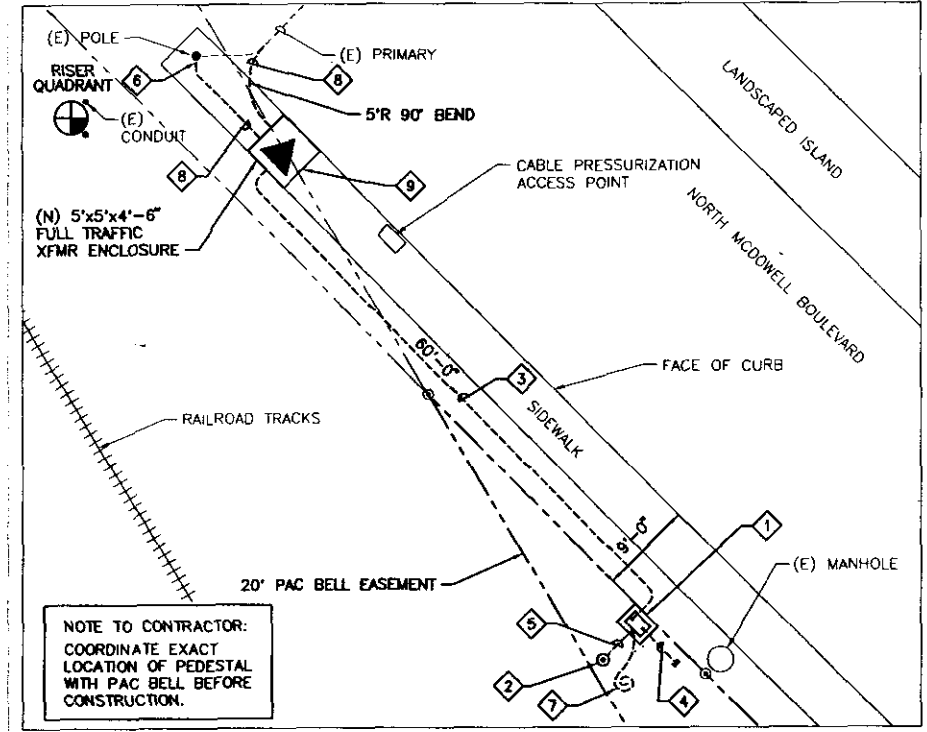 (E) POLE
(E) PRIMARY
RISER
QUADRANT
6
8
5'R 90° BEND
(E)
CONDUIT
8
9
CABLE PRESSURIZATION
ACCESS POINT
(N) 5'x5'x4'-6"
FULL TRAFFIC
XFMR ENCLOSURE
LANDSCAPED ISLAND
NORTH MCDOWELL BOULEVARD
60'-0"
3
FACE OF CURB
SIDEWALK
RAILROAD TRACKS
9'-0"
1
(E) MANHOLE
20' PAC BELL EASEMENT
5
2
7
4
NOTE TO CONTRACTOR:
COORDINATE EXACT
LOCATION OF PEDESTAL
WITH PAC BELL BEFORE
CONSTRUCTION.